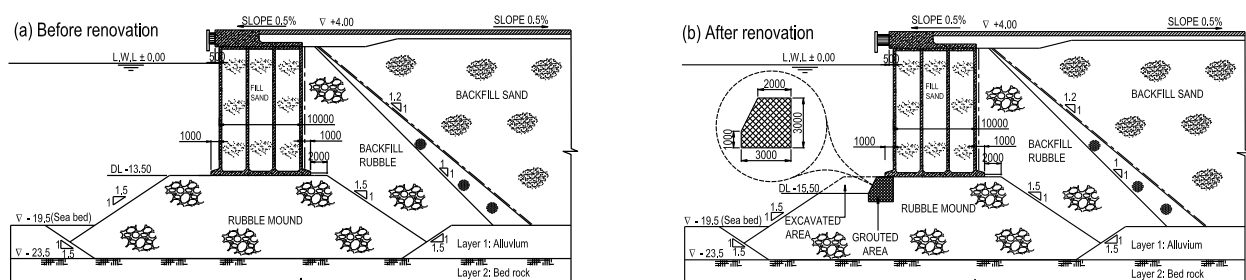 (a) Before renovation
SLOPE 0.5%
∇ +4.00
SLOPE 0.5%
L,W,L ± 0,00
500
FILL
SAND
BACKFILL SAND
1.2
1
10000
1000
1000
BACKFILL
RUBBLE
2000
1
1
DL -13.50
1.5
1
1.5
1
RUBBLE MOUND
∇ - 19,5(Sea bed)
1
1.5
1
1.5
Layer 1: Alluvium
∇ -23,5
Layer 2: Bed rock
(b) After renovation
SLOPE 0.5%
∇ +4.00
SLOPE 0.5%
L.W.L ± 0.00
500
FILL
SAND
BACKFILL SAND
2000
3000
1000
3000
1.2
1
10000
1000
1000
BACKFILL
RUBBLE
2000
1
1
DL -15,50
1.5
1
1.5
1
EXCAVATED
AREA
GROUTED
AREA
RUBBLE MOUND
∇ - 19.5 (Sea bed)
1
1.5
1
1.5
Layer 1: Alluvium
∇ -23,5
Layer 2: Bed rock